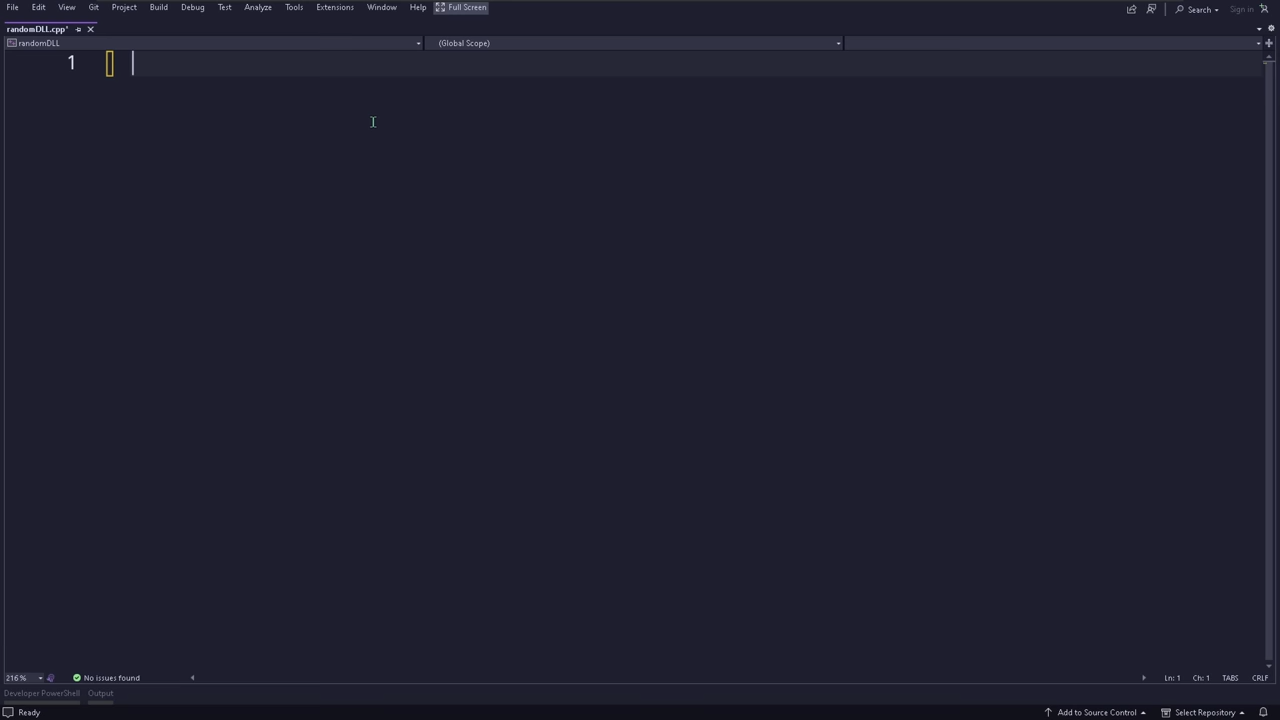 File Edit View Git Project Build Debug Test Analyze Tools Extensions Window Help Full Screen Search Sign in
randomDLL.cpp*
randomDLL (Global Scope)
1
216 % No issues found Ln: 1 Ch: 1 TABS CRLF
Developer PowerShell Output
Ready Add to Source Control Select Repository